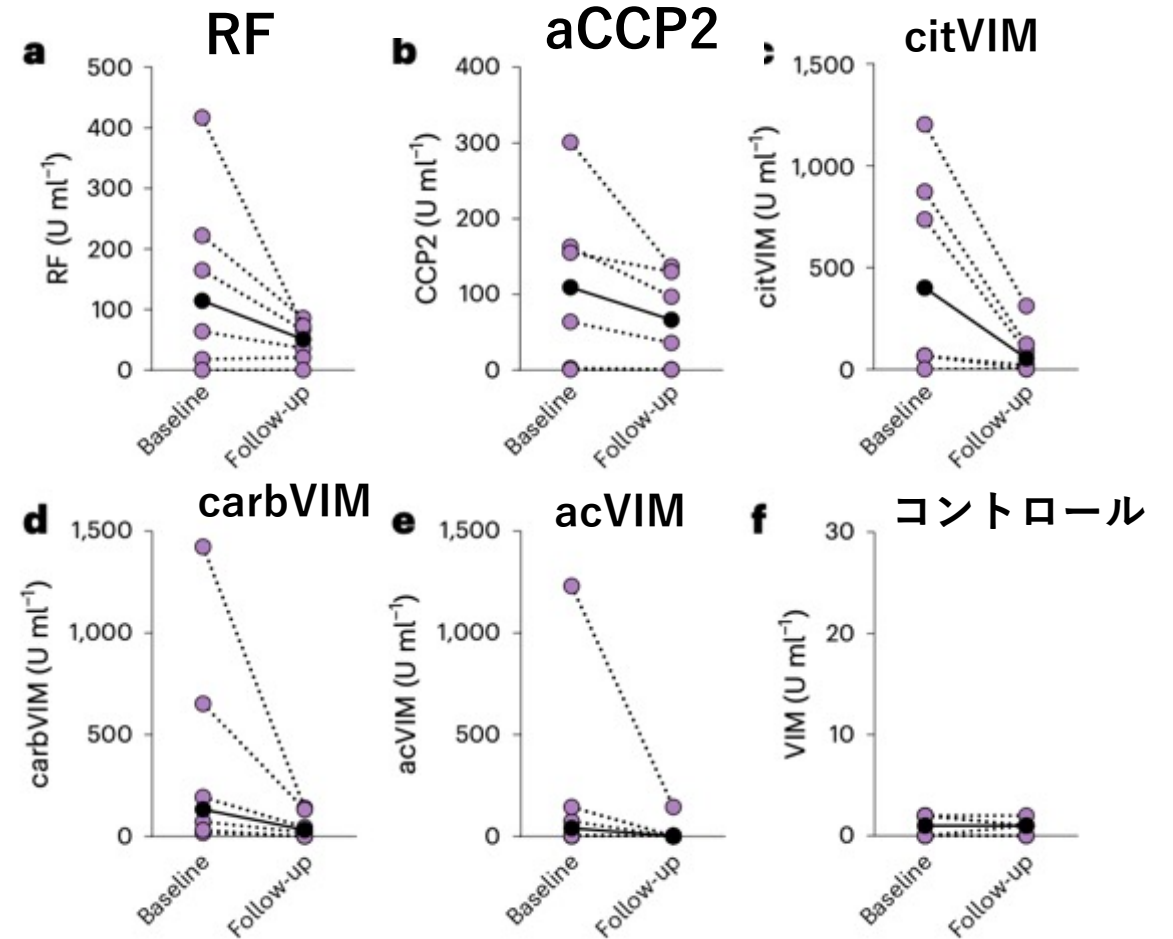 a
RF
RF (U ml⁻¹)
500
400
300
200
100
0
Baseline
Follow-up
b
aCCP2
CCP2 (U ml⁻¹)
400
300
200
100
0
Baseline
Follow-up
c
citVIM
citVIM (U ml⁻¹)
1,500
1,000
500
0
Baseline
Follow-up
d
carbVIM
carbVIM (U ml⁻¹)
1,500
1,000
500
0
Baseline
Follow-up
e
acVIM
acVIM (U ml⁻¹)
1,500
1,000
500
0
Baseline
Follow-up
f
コントロール
VIM (U ml⁻¹)
30
20
10
0
Baseline
Follow-up